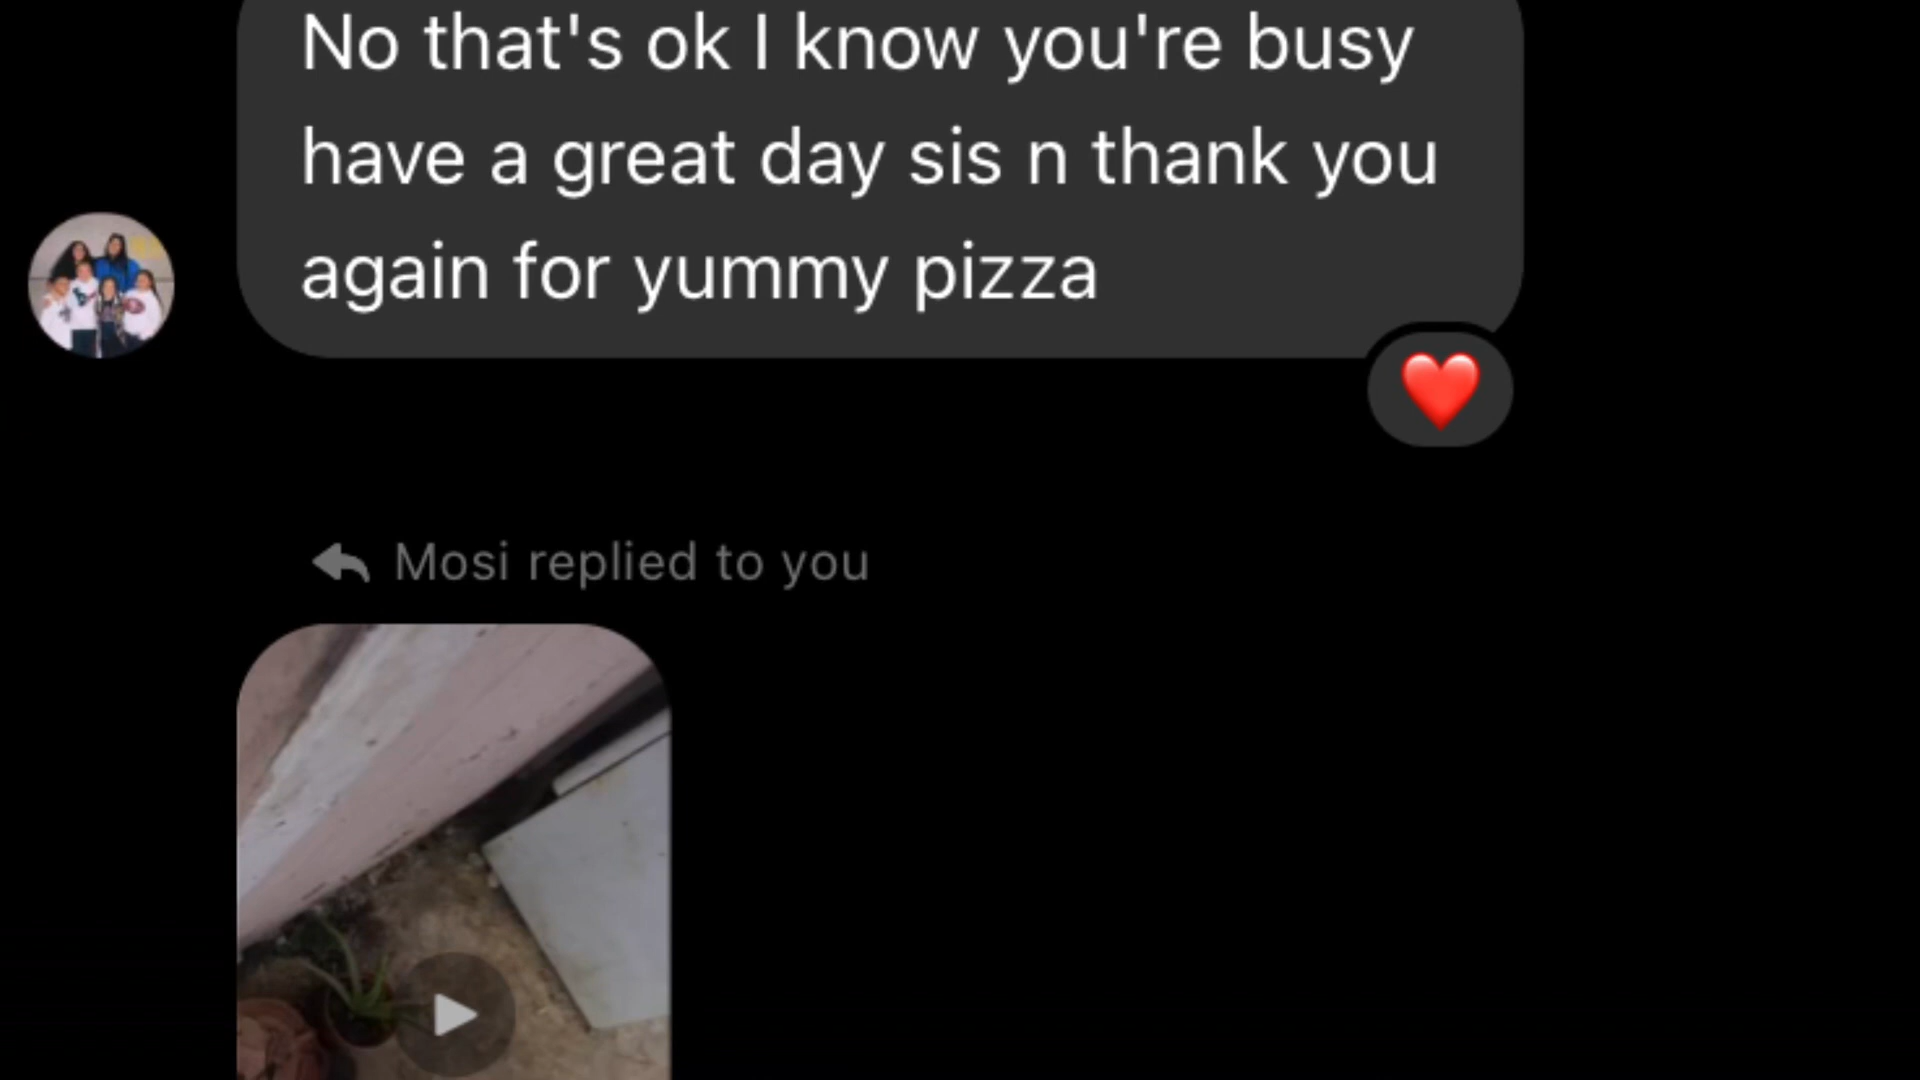 No that's ok I know you're busy
have a great day sis n thank you
again for yummy pizza
Mosi replied to you